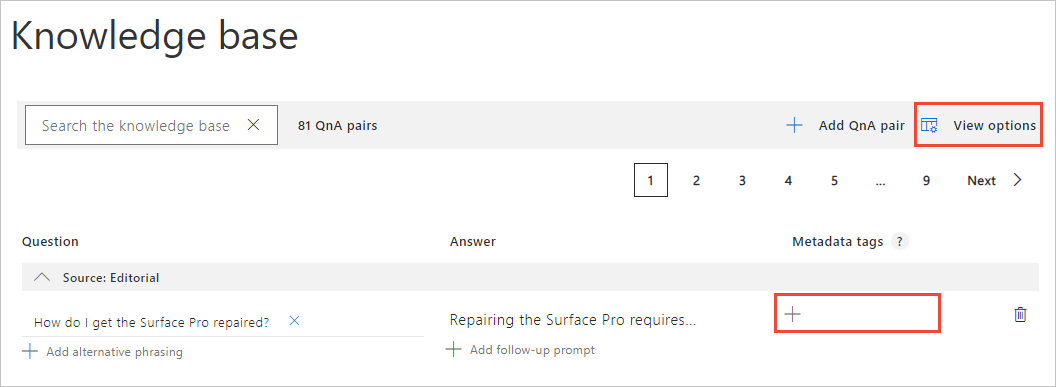 Knowledge base
Search the knowledge base
81 QnA pairs
Add QnA pair
View options
1 2 3 4 5 ... 9 Next
Question Answer Metadata tags ?
Source: Editorial
How do I get the Surface Pro repaired?
Repairing the Surface Pro requires...
Add alternative phrasing
Add follow-up prompt